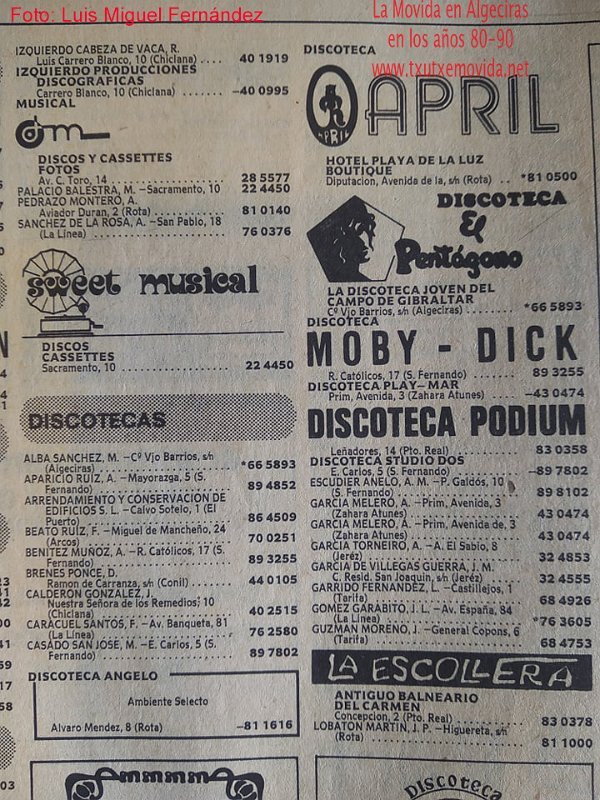 Foto: Luis Miguel Fernández
La Movida en Algeciras
en los años 80-90
www.txutxemovida.net
IZQUIERDO CABEZA DE VACA, R.
Luis Carrero Blanco, 10 (Chiclana) .... 40 1919
IZQUIERDO PRODUCCIONES
DISCOGRAFICAS
Carrero Blanco, 10 (Chiclana) ....... —40 0995
MUSICAL
dm
DISCOS Y CASSETTES
FOTOS
Av. C. Toro, 14 ............ 28 5577
PALACIO BALESTRA, M. —Sacramento, 10 22 4450
PEDRAZO MONTERO, A.
Aviador Duran, 2 (Rota) ........ 81 0140
SANCHEZ DE LA ROSA, A. —San Pablo, 18
(La Línea) ............ 76 0376
sweet musical
DISCOS
CASSETTES
Sacramento, 10 ............ 22 4450
DISCOTECAS
ALBA SANCHEZ, M. —Cº Vjo Barrios, s/n
(Algeciras) ............ *66 5893
APARICIO RUIZ, A. —Mayorazga, 5 (S.
Fernando) ............ 89 4852
ARRENDAMIENTO Y CONSERVACION DE
EDIFICIOS S. L. —Calvo Sotelo, 1 (El
Puerto) ............ 86 4509
BEATO RUIZ, F. —Miguel de Mancheño, 24
(Arcos) ............ 70 0251
BENITEZ MUÑOZ, A. —R. Católicos, 17 (S.
Fernando) ............ 89 3255
BRENES PONCE, D.
Ramon de Carranza, s/n (Conil) .... 44 0105
CALDERON GONZALEZ, J.
Nuestra Señora de los Remedios, 10
(Chiclana) ............ 40 2515
CARACUEL SANTOS, F. —Av. Banqueta, 81
(La Línea) ............ 76 2580
CASADO SAN JOSE, M. —E. Carlos, 5 (S.
Fernando) ............ 89 7802
DISCOTECA ANGELO
Ambiente Selecto
Alvaro Mendez, 8 (Rota) —81 1616
DISCOTECA
APRIL
APRIL
HOTEL PLAYA DE LA LUZ
BOUTIQUE
Diputacion, Avenida de la, s/n (Rota) .. *81 0500
DISCOTECA
El
Pentágono
LA DISCOTECA JOVEN DEL
CAMPO DE GIBRALTAR
Cº Vjo Barrios, s/n (Algeciras) ....... *66 5893
DISCOTECA
MOBY - DICK
R. Católicos, 17 (S. Fernando) ....... 89 3255
DISCOTECA PLAY—MAR
Prim, Avenida, 3 (Zahara Atunes) ... —43 0474
DISCOTECA PODIUM
Leñadores, 14 (Pto. Real) ........ 83 0358
DISCOTECA STUDIO DOS
E. Carlos, 5 (S. Fernando) ....... —89 7802
ESCUDIER ANELO, A. M. —P. Galdós, 10
(S. Fernando) ............ 89 8102
GARCIA MELERO, A. —Prim, Avenida, 3
(Zahara Atunes) ............ 43 0474
GARCIA MELERO, A. —Prim, Avenida de, 3
(Zahara Atunes) ............ 43 0474
GARCIA TORNEIRO, A. —A. El Sabio, 8
(Jeréz) ............ 32 4853
GARCIA DE VILLEGAS GUERRA, J. M.
C. Resid. San Joaquin, s/n (Jeréz) .... 32 4555
GARRIDO FERNANDEZ, L. —Castillejos, 1
(Tarifa) ............ 68 4926
GOMEZ GARABITO, J. L. —Av. España, 84
(La Línea) ............ *76 3605
GUZMAN MORENO, J. —General Copons, 6
(Tarifa) ............ 68 4753
LA ESCOLLERA
ANTIGUO BALNEARIO
DEL CARMEN
Concepcion, 2 (Pto. Real) ........ 83 0378
LOBATON MARTIN, J. P. —Higuereta, s/n
(Rota) ............ 81 1000
Discoteca